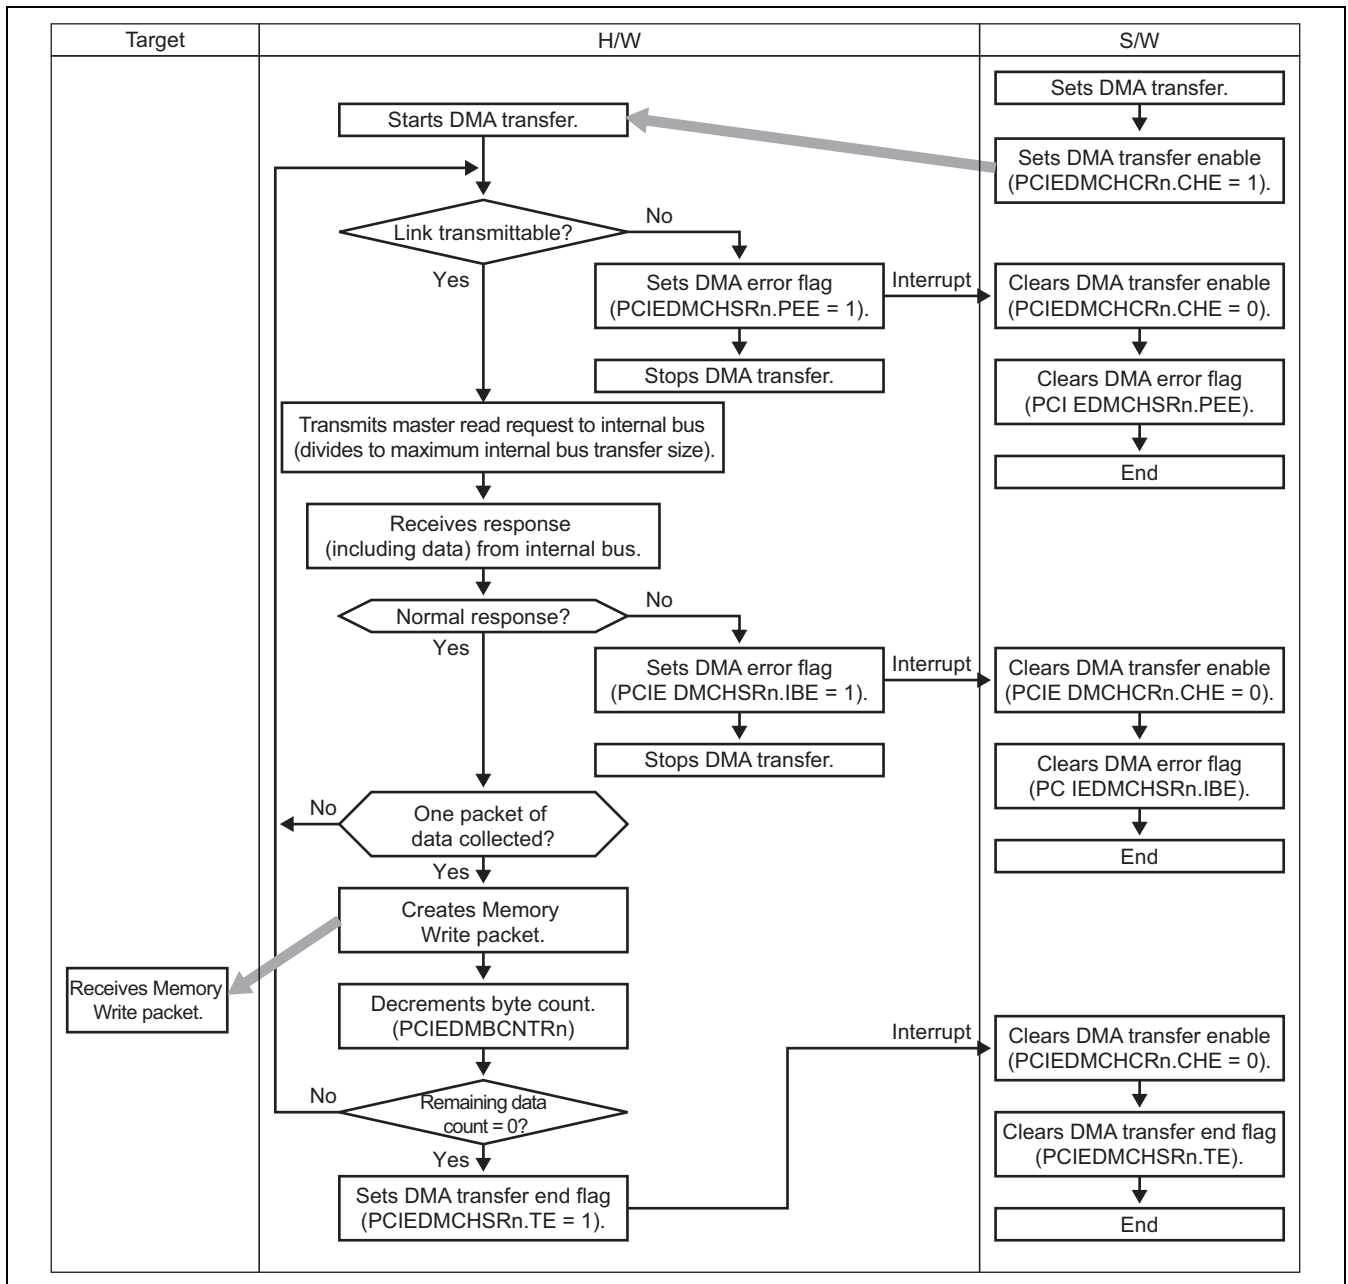 Target
H/W
S/W
Sets DMA transfer.
Starts DMA transfer.
Sets DMA transfer enable
(PCIEDMCHCRn.CHE = 1).
Link transmittable?
No
Yes
Sets DMA error flag
(PCIEDMCHSRn.PEE = 1).
Interrupt
Clears DMA transfer enable
(PCIEDMCHCRn.CHE = 0).
Stops DMA transfer.
Clears DMA error flag
(PCI EDMCHSRn.PEE).
End
Transmits master read request to internal bus
(divides to maximum internal bus transfer size).
Receives response
(including data) from internal bus.
Normal response?
No
Yes
Sets DMA error flag
(PCIE DMCHSRn.IBE = 1).
Interrupt
Clears DMA transfer enable
(PCIE DMCHCRn.CHE = 0).
Stops DMA transfer.
Clears DMA error flag
(PC IEDMCHSRn.IBE).
End
No
One packet of
data collected?
Yes
Creates Memory
Write packet.
Receives Memory
Write packet.
Decrements byte count.
(PCIEDMBCNTRn)
Interrupt
Clears DMA transfer enable
(PCIEDMCHCRn.CHE = 0).
No
Remaining data
count = 0?
Yes
Clears DMA transfer end flag
(PCIEDMCHSRn.TE).
Sets DMA transfer end flag
(PCIEDMCHSRn.TE = 1).
End